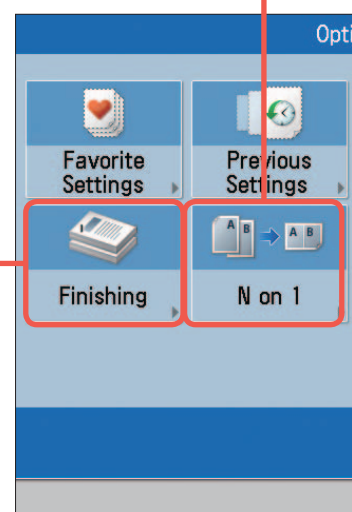 Opti
Favorite
Settings
Previous
Settings
A B
A B
Finishing
N on 1